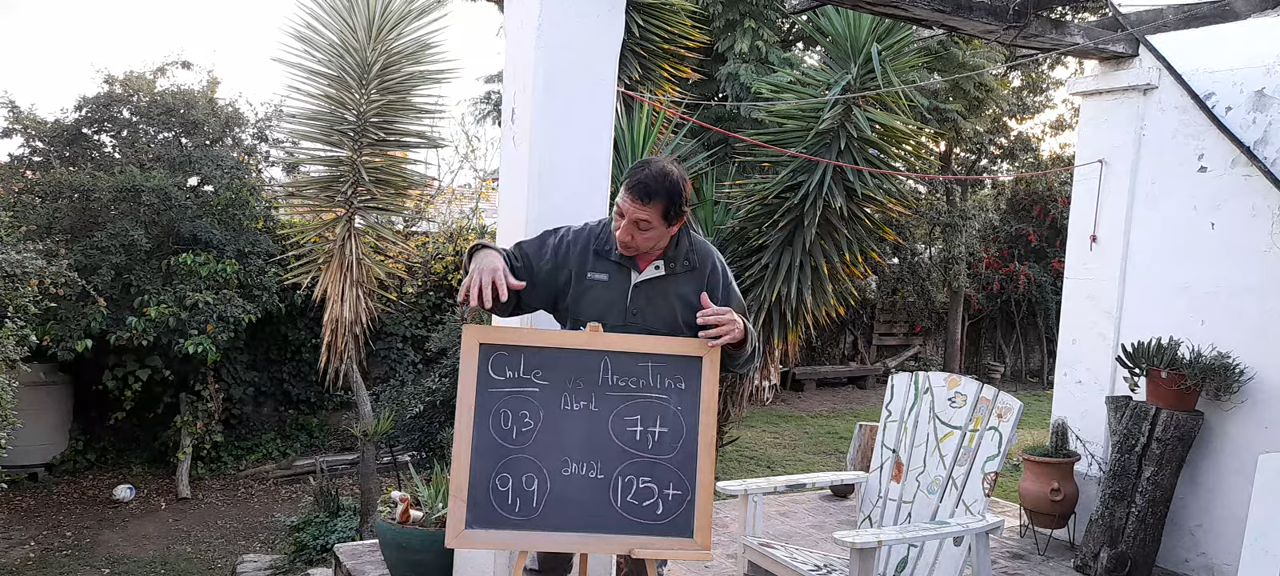 Chile vs Argentina
Abril
0,3 7,+
anual
9,9 125,+